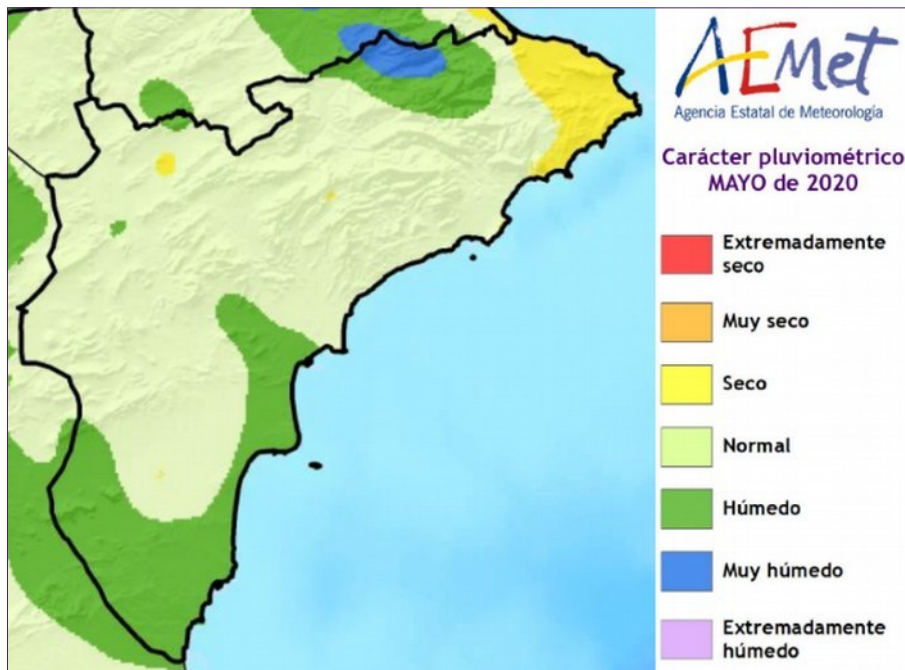 AEMet
Agencia Estatal de Meteorología
Carácter pluviométrico
MAYO de 2020
Extremadamente
seco
Muy seco
Seco
Normal
Húmedo
Muy húmedo
Extremadamente
húmedo